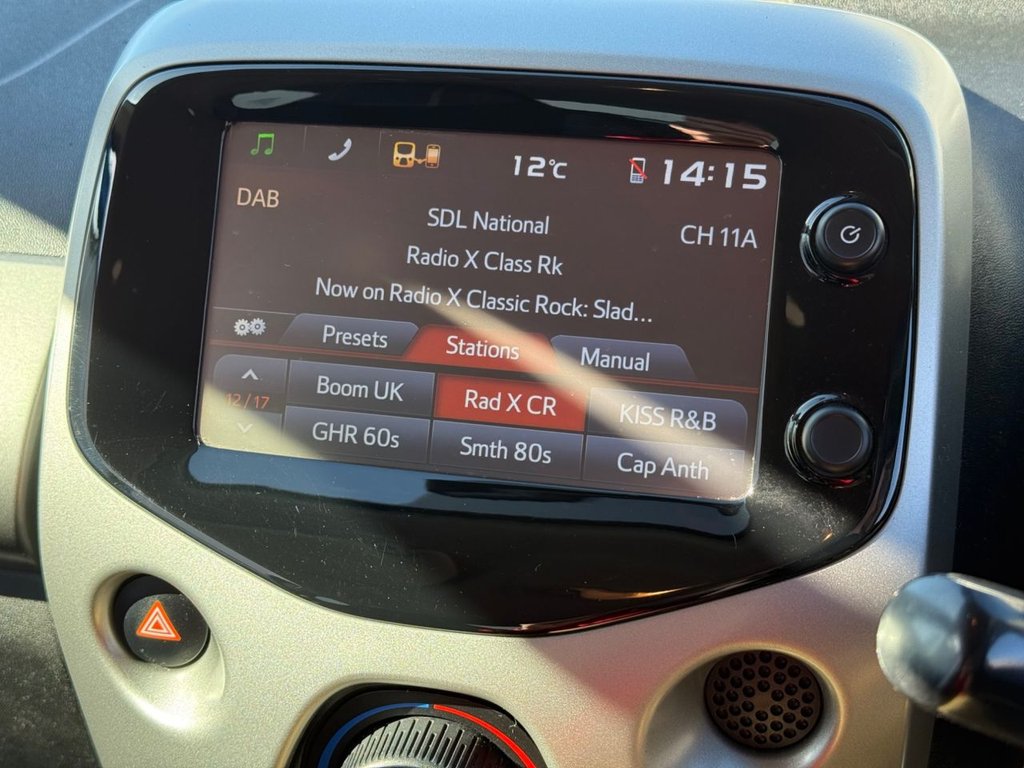 12°C 14:15
DAB
SDL National
CH 11A
Radio X Class Rk
Now on Radio X Classic Rock: Slad...
Presets Stations Manual
Boom UK Rad X CR KISS R&B
12/17
GHR 60s Smth 80s Cap Anth